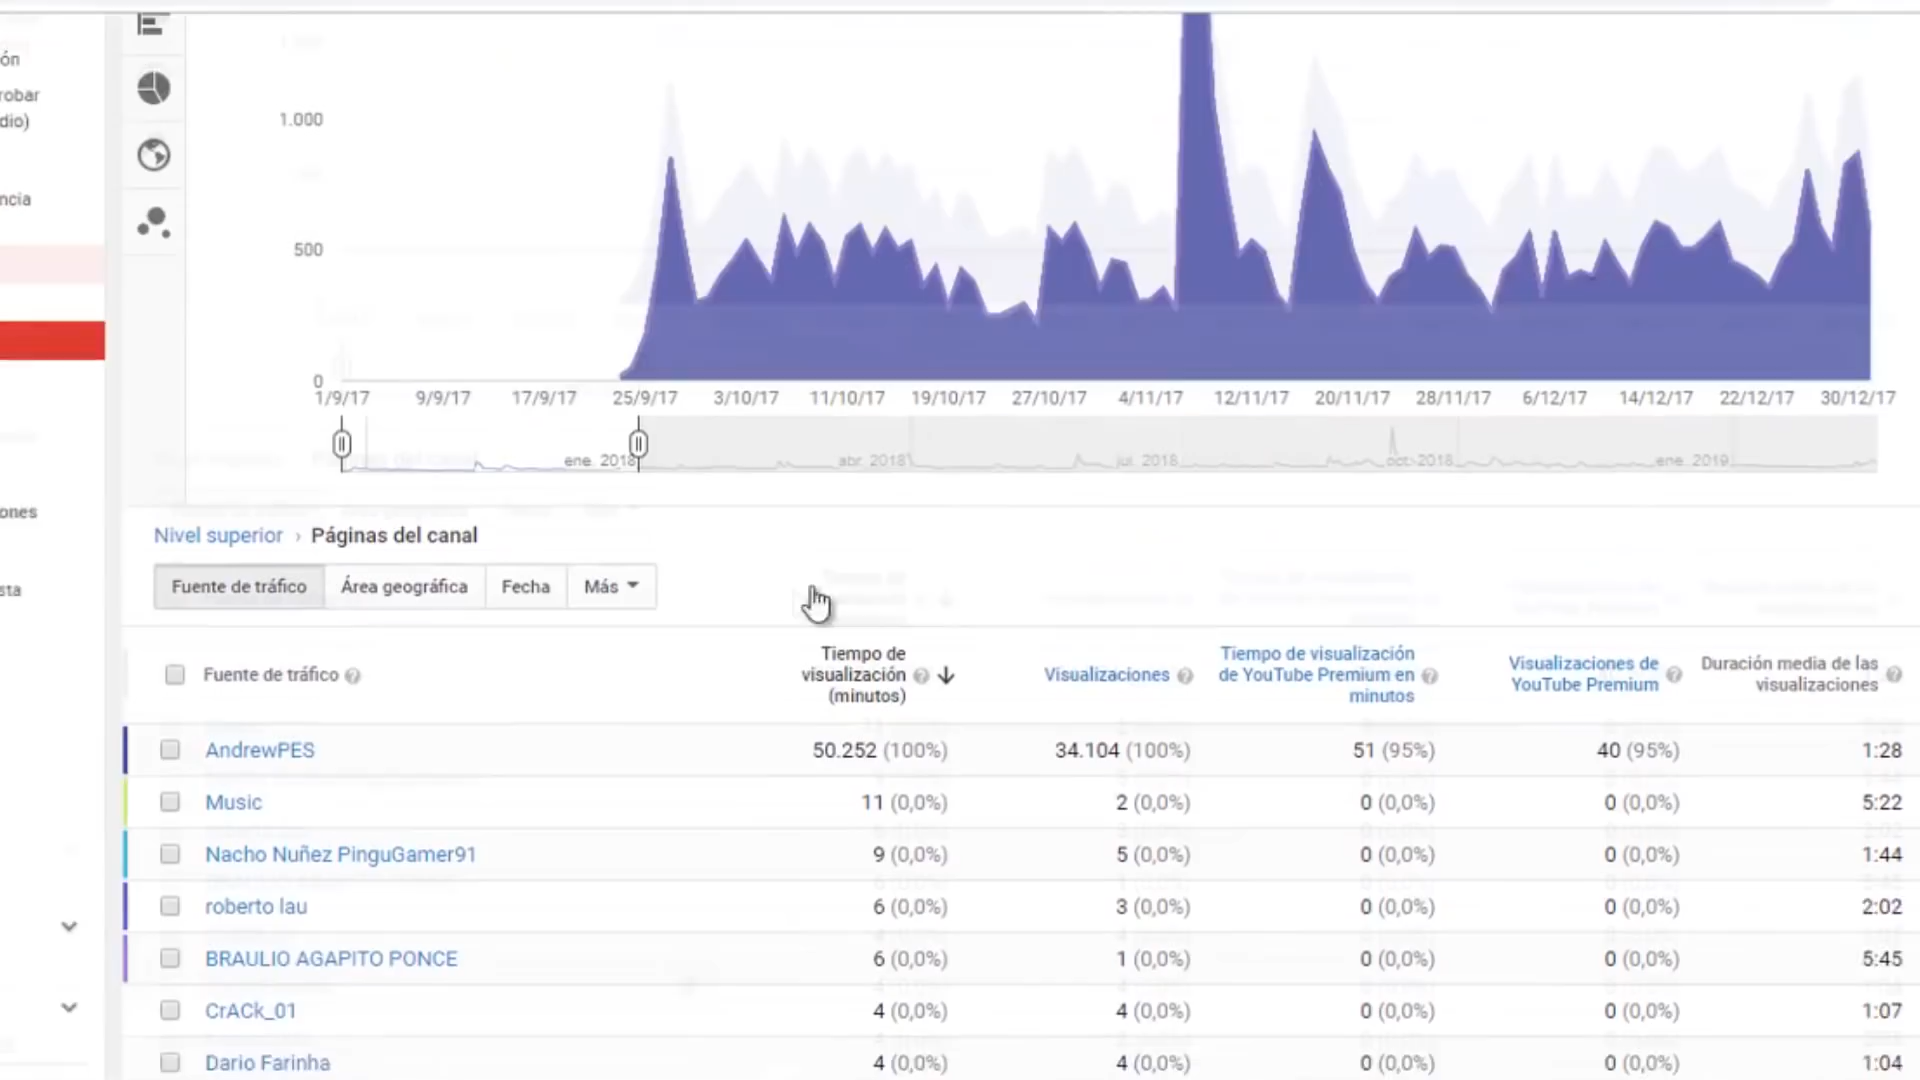 ón
robar
dio)
ncia
ones
sta
1.000
500
0
1/9/17 9/9/17 17/9/17 25/9/17 3/10/17 11/10/17 19/10/17 27/10/17 4/11/17 12/11/17 20/11/17 28/11/17 6/12/17 14/12/17 22/12/17 30/12/17
ene. 2018 abr. 2018 jul. 2018 oct. 2018 ene. 2019
Nivel superior › Páginas del canal
Fuente de tráfico Área geográfica Fecha Más
Fuente de tráfico
Tiempo de
visualización
(minutos)
Visualizaciones
Tiempo de visualización
de YouTube Premium en
minutos
Visualizaciones de
YouTube Premium
Duración media de las
visualizaciones
AndrewPES 50.252 (100%) 34.104 (100%) 51 (95%) 40 (95%) 1:28
Music 11 (0,0%) 2 (0,0%) 0 (0,0%) 0 (0,0%) 5:22
Nacho Nuñez PinguGamer91 9 (0,0%) 5 (0,0%) 0 (0,0%) 0 (0,0%) 1:44
roberto lau 6 (0,0%) 3 (0,0%) 0 (0,0%) 0 (0,0%) 2:02
BRAULIO AGAPITO PONCE 6 (0,0%) 1 (0,0%) 0 (0,0%) 0 (0,0%) 5:45
CrACk_01 4 (0,0%) 4 (0,0%) 0 (0,0%) 0 (0,0%) 1:07
Dario Farinha 4 (0,0%) 4 (0,0%) 0 (0,0%) 0 (0,0%) 1:04